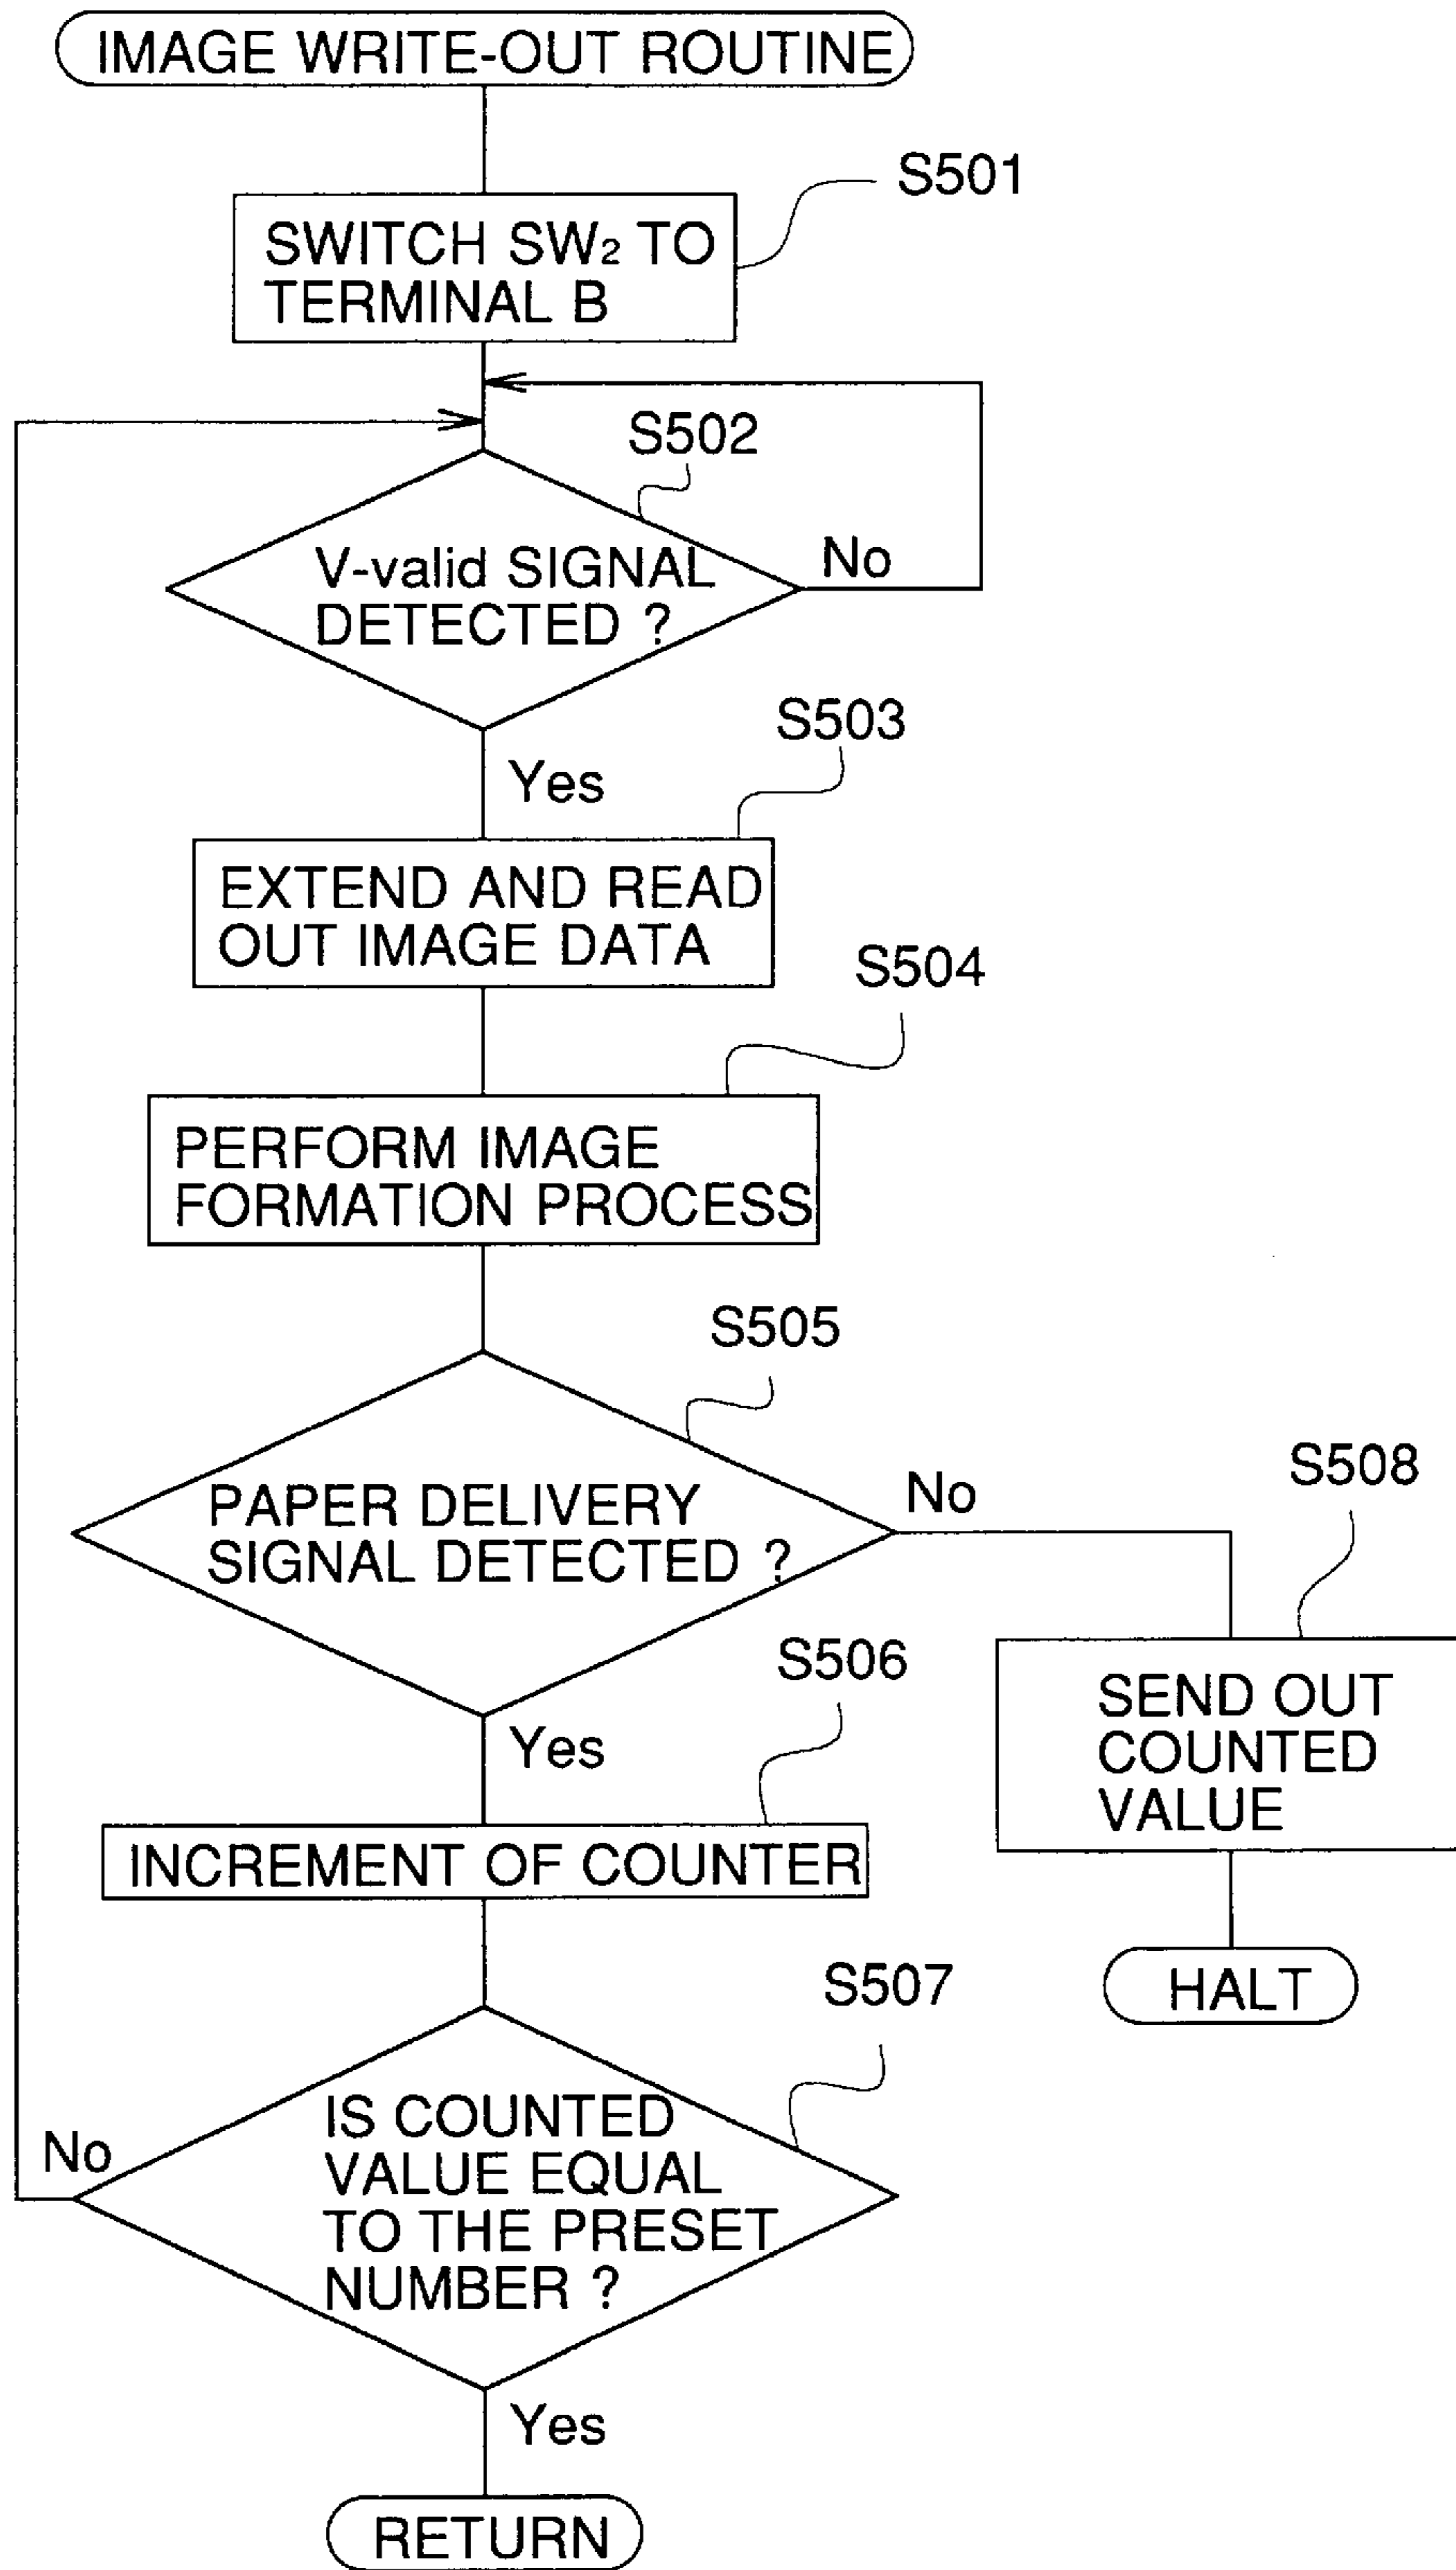 IMAGE WRITE-OUT ROUTINE
S501
SWITCH SW₂ TO
TERMINAL B
S502
V-valid SIGNAL
DETECTED ?
No
Yes
S503
EXTEND AND READ
OUT IMAGE DATA
S504
PERFORM IMAGE
FORMATION PROCESS
S505
PAPER DELIVERY
SIGNAL DETECTED ?
No
S508
Yes
S506
SEND OUT
COUNTED
VALUE
INCREMENT OF COUNTER
HALT
S507
IS COUNTED
VALUE EQUAL
TO THE PRESET
NUMBER ?
No
Yes
RETURN